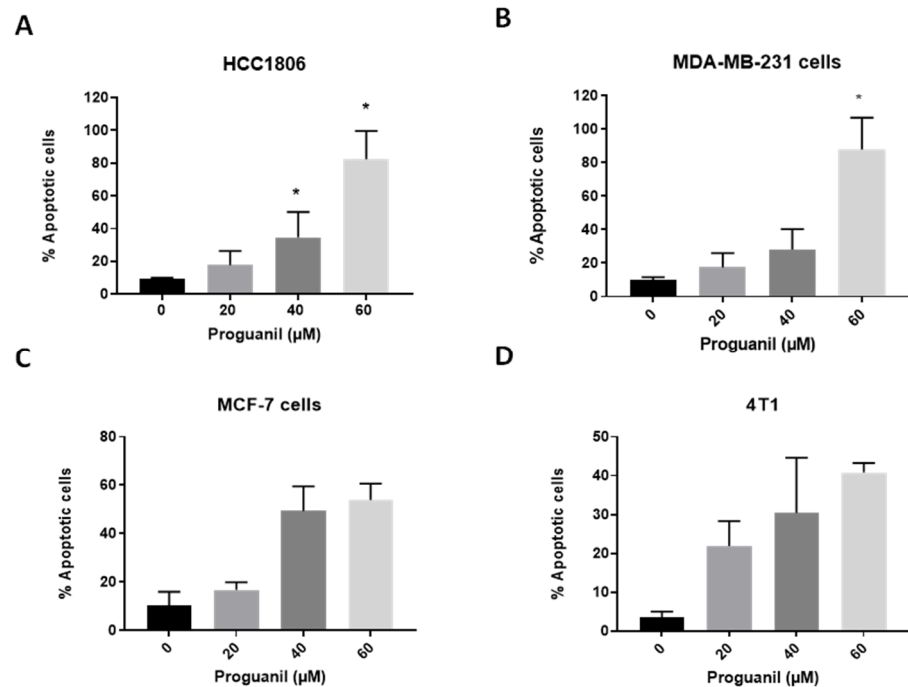 A
HCC1806
% Apoptotic cells
120
100
80
60
40
20
0
*
*
0 20 40 60
Proguanil (µM)
B
MDA-MB-231 cells
% Apoptotic cells
120
100
80
60
40
20
0
*
0 20 40 60
Proguanil (µM)
C
MCF-7 cells
% Apoptotic cells
80
60
40
20
0
0 20 40 60
Proguanil (µM)
D
4T1
% Apoptotic cells
50
40
30
20
10
0
0 20 40 60
Proguanil (µM)